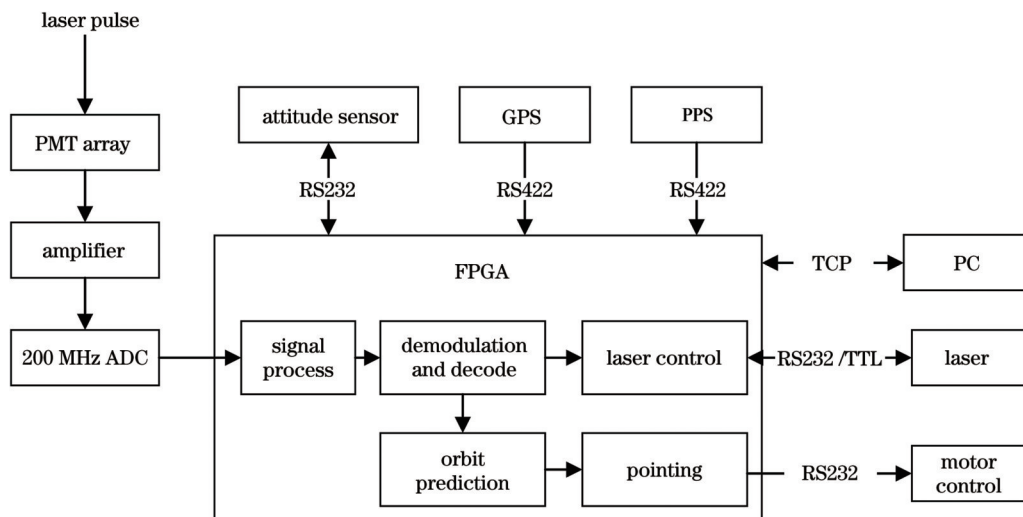 laser pulse
PMT array
amplifier
200 MHz ADC
attitude sensor
GPS
PPS
RS232
RS422
RS422
FPGA
signal
process
demodulation
and decode
laser control
orbit
prediction
pointing
TCP
PC
RS232 /TTL
laser
RS232
motor
control